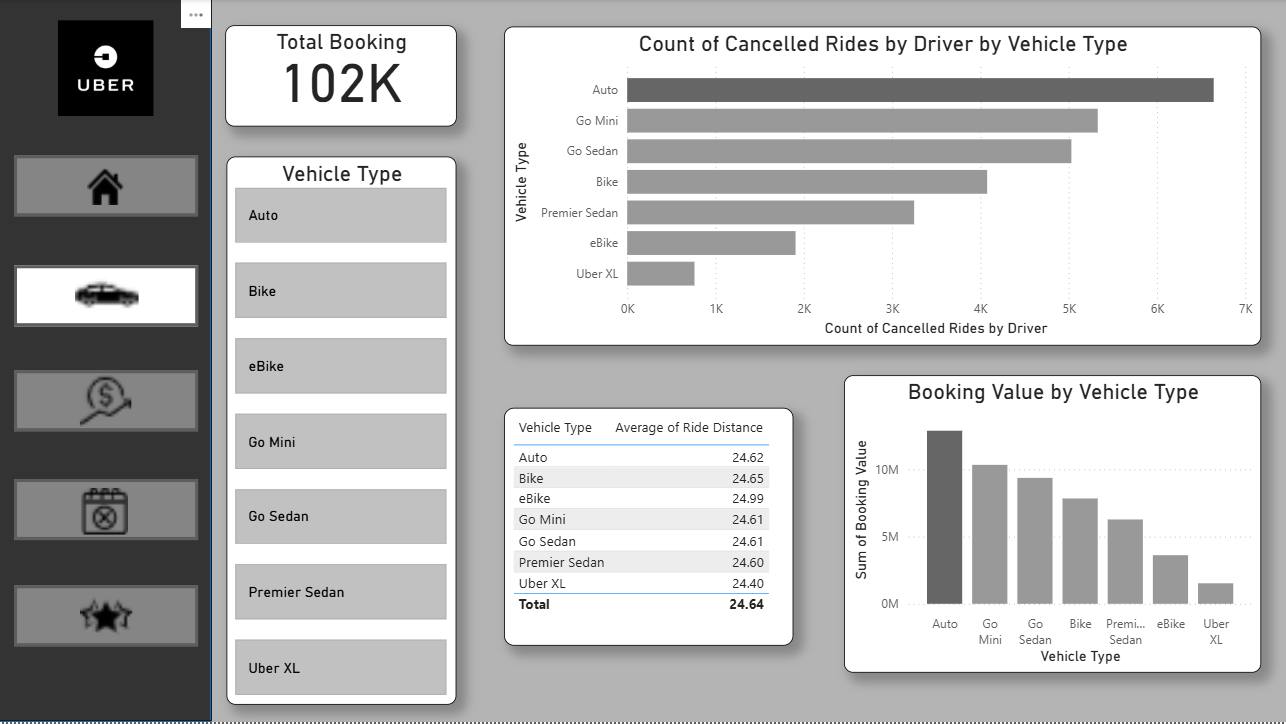 ...
UBER
Total Booking
102K
Vehicle Type
Auto
Bike
eBike
Go Mini
Go Sedan
Premier Sedan
Uber XL
Count of Cancelled Rides by Driver by Vehicle Type
Vehicle Type
Auto
Go Mini
Go Sedan
Bike
Premier Sedan
eBike
Uber XL
0K 1K 2K 3K 4K 5K 6K 7K
Count of Cancelled Rides by Driver
Vehicle Type Average of Ride Distance
Auto 24.62
Bike 24.65
eBike 24.99
Go Mini 24.61
Go Sedan 24.61
Premier Sedan 24.60
Uber XL 24.40
Total 24.64
Booking Value by Vehicle Type
Sum of Booking Value
10M
5M
0M
Auto Go Go Bike Premi... eBike Uber
Mini Sedan Sedan XL
Vehicle Type